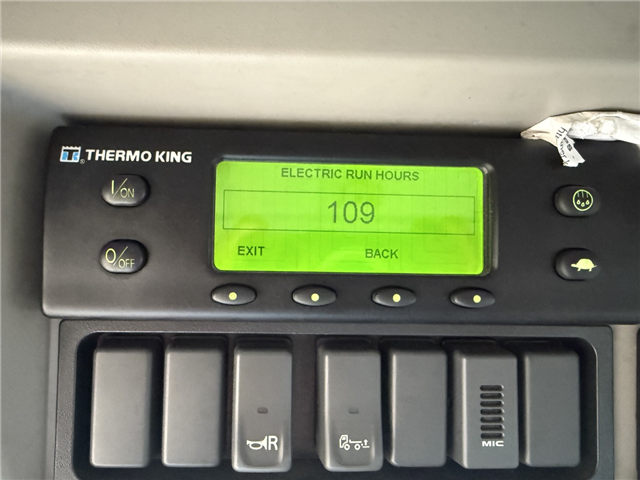 THERMO KING
ELECTRIC RUN HOURS
109
EXIT BACK
I/ON
O/OFF
R
MIC